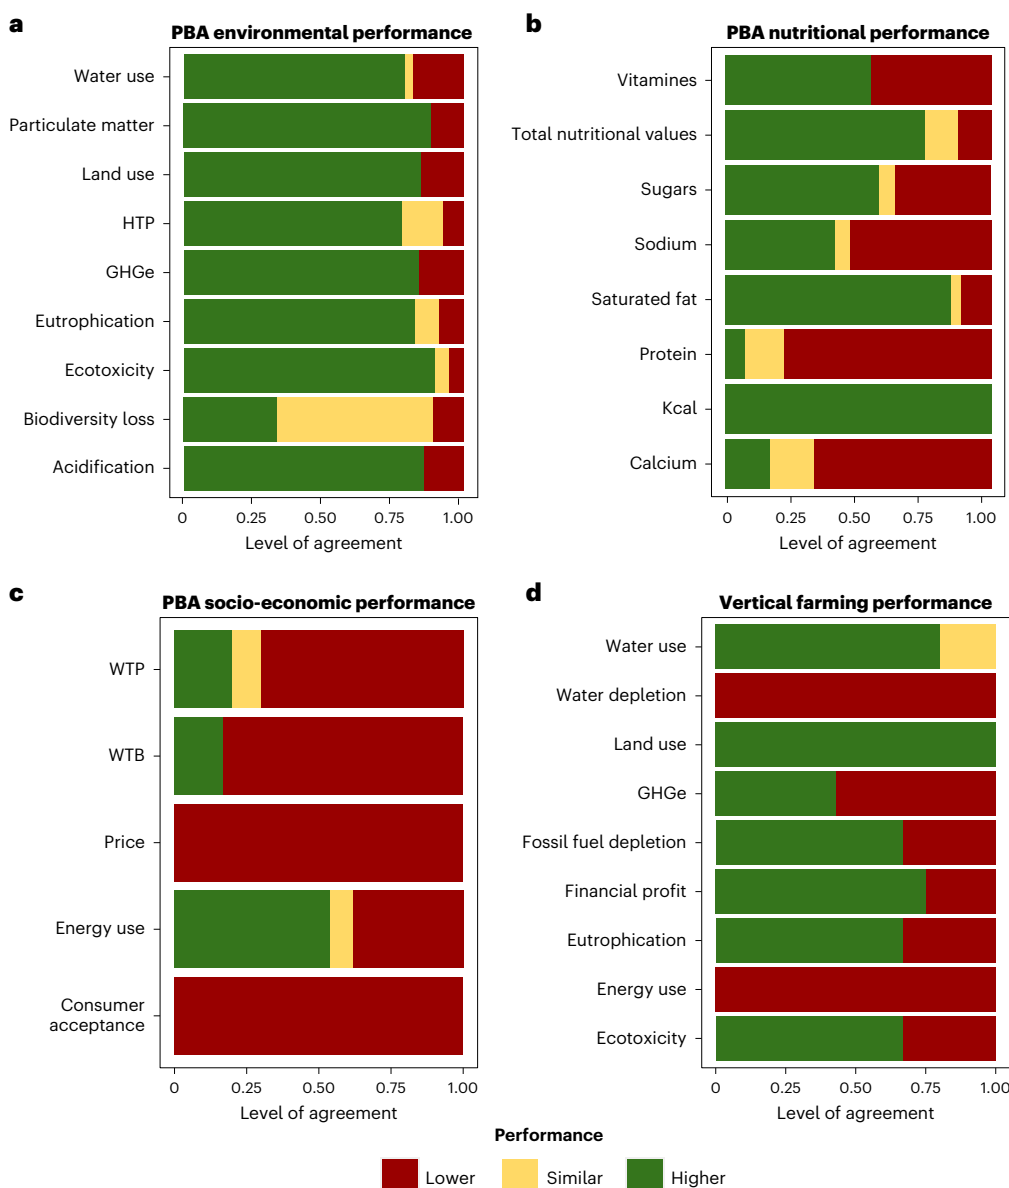 a
PBA environmental performance
Water use
Particulate matter
Land use
HTP
GHGe
Eutrophication
Ecotoxicity
Biodiversity loss
Acidification
0 0.25 0.50 0.75 1.00
Level of agreement
b
PBA nutritional performance
Vitamines
Total nutritional values
Sugars
Sodium
Saturated fat
Protein
Kcal
Calcium
0 0.25 0.50 0.75 1.00
Level of agreement
c
PBA socio-economic performance
WTP
WTB
Price
Energy use
Consumer
acceptance
0 0.25 0.50 0.75 1.00
Level of agreement
d
Vertical farming performance
Water use
Water depletion
Land use
GHGe
Fossil fuel depletion
Financial profit
Eutrophication
Energy use
Ecotoxicity
0 0.25 0.50 0.75 1.00
Level of agreement
Performance
Lower Similar Higher